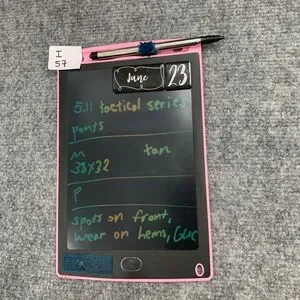 I
57
June 23
5.11 tactical series
pants
M tan
38x32
P
spots on front,
wear on hems,